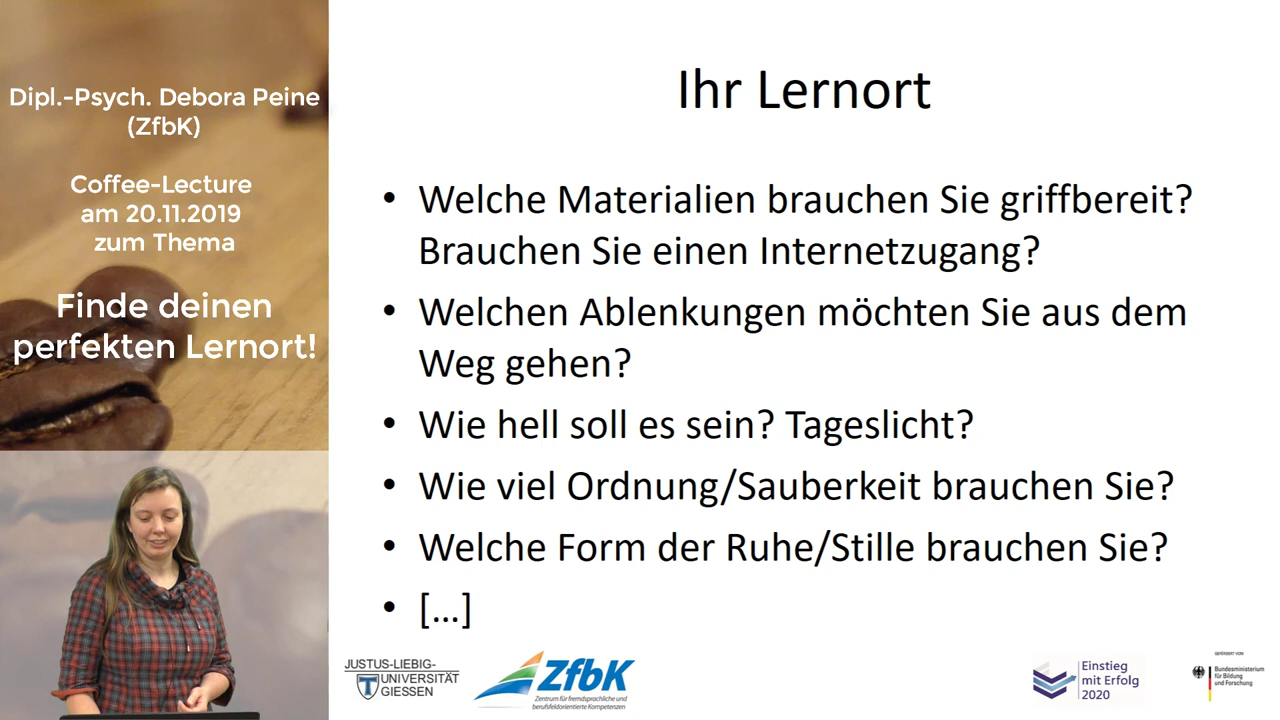 Dipl.-Psych. Debora Peine
(ZfbK)
Coffee-Lecture
am 20.11.2019
zum Thema
Finde deinen
perfekten Lernort!
Ihr Lernort
• Welche Materialien brauchen Sie griffbereit?
Brauchen Sie einen Internetzugang?
• Welchen Ablenkungen möchten Sie aus dem
Weg gehen?
• Wie hell soll es sein? Tageslicht?
• Wie viel Ordnung/Sauberkeit brauchen Sie?
• Welche Form der Ruhe/Stille brauchen Sie?
• [...]
JUSTUS-LIEBIG-
UNIVERSITÄT
GIESSEN
ZfbK
Zentrum für fremdsprachliche und
berufsfeldorientierte Kompetenzen
Einstieg
mit Erfolg
2020
GEFÖRDERT VOM
Bundesministerium
für Bildung
und Forschung